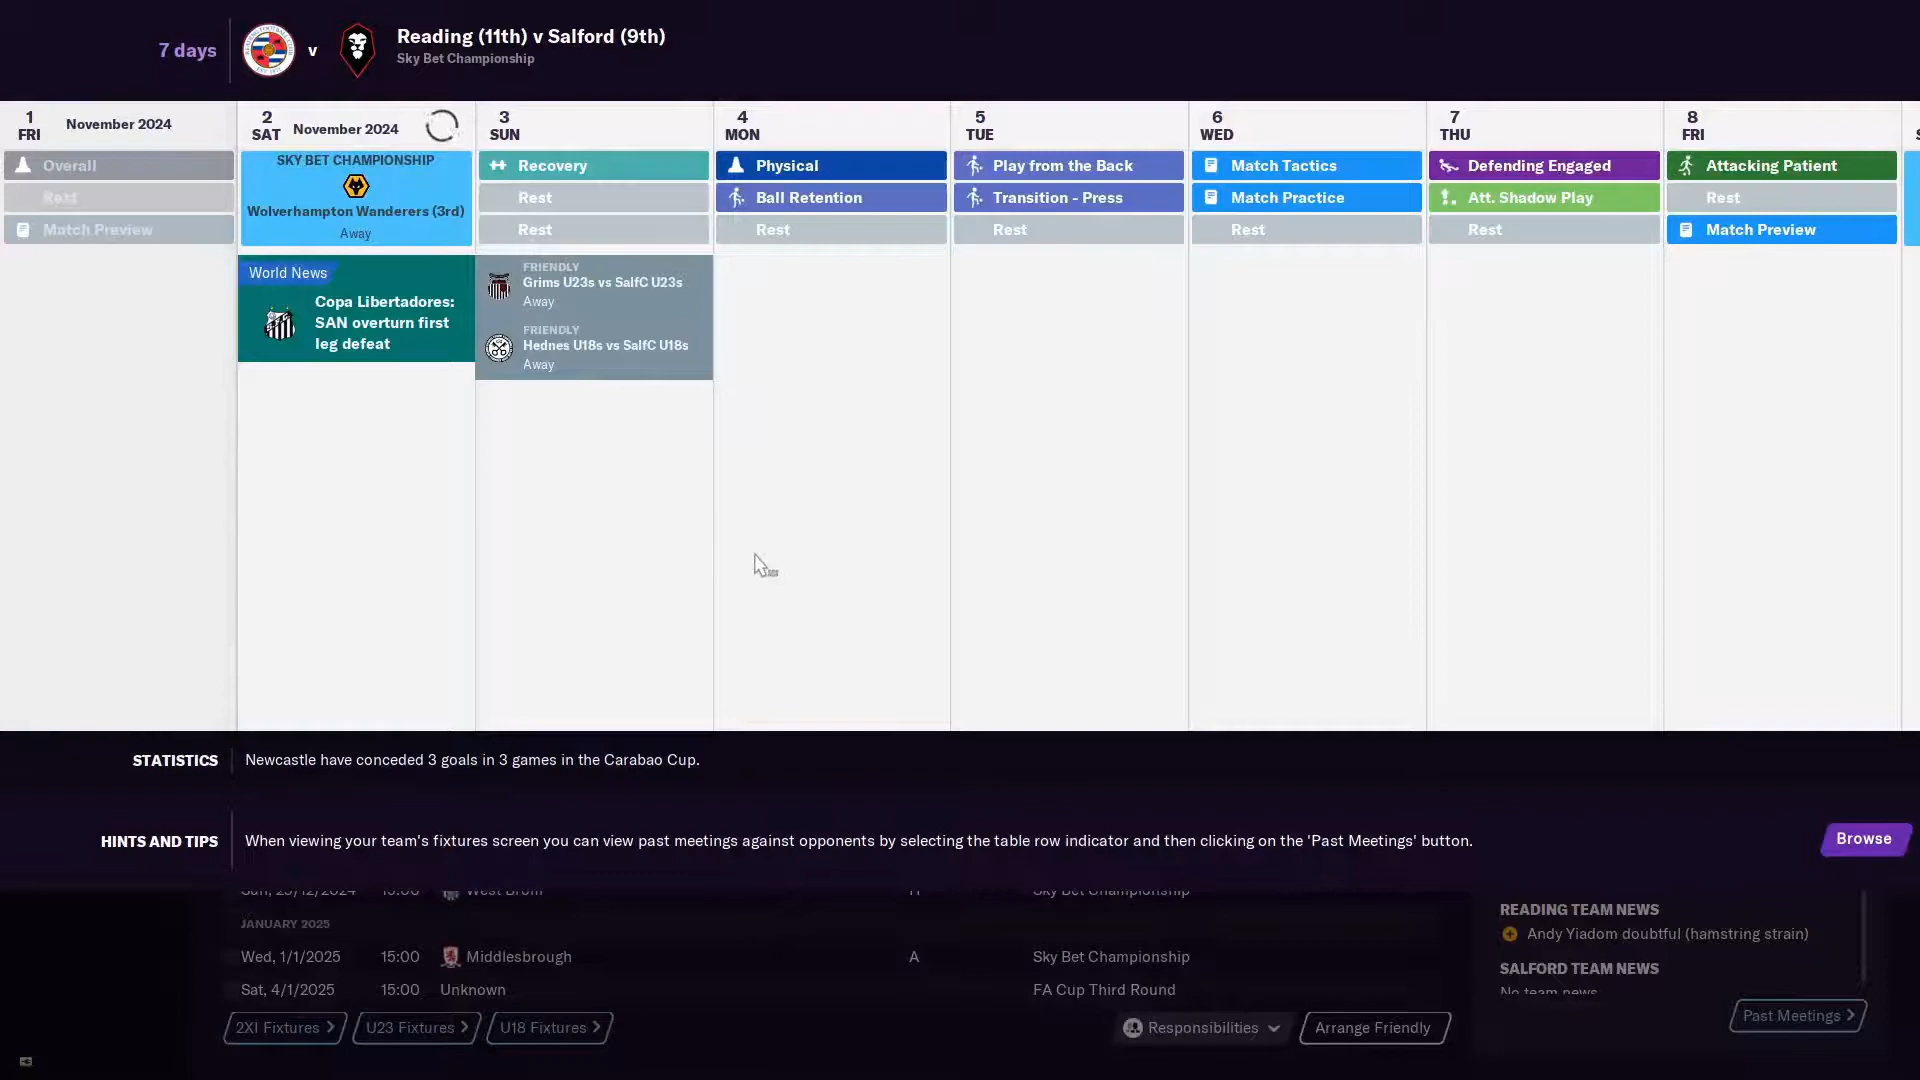 7 days
v
Reading (11th) v Salford (9th)
Sky Bet Championship
1
FRI
November 2024
Overall
Rest
Match Preview
2
SAT
November 2024
SKY BET CHAMPIONSHIP
Wolverhampton Wanderers (3rd)
Away
World News
Copa Libertadores:
SAN overturn first
leg defeat
3
SUN
Recovery
Rest
Rest
FRIENDLY
Grims U23s vs SalfC U23s
Away
FRIENDLY
Hednes U18s vs SalfC U18s
Away
4
MON
Physical
Ball Retention
Rest
5
TUE
Play from the Back
Transition - Press
Rest
6
WED
Match Tactics
Match Practice
Rest
7
THU
Defending Engaged
Att. Shadow Play
Rest
8
FRI
Attacking Patient
Rest
Match Preview
STATISTICS
Newcastle have conceded 3 goals in 3 games in the Carabao Cup.
HINTS AND TIPS
When viewing your team's fixtures screen you can view past meetings against opponents by selecting the table row indicator and then clicking on the 'Past Meetings' button.
Browse
West Brom Sky Bet Championship
JANUARY 2025
Wed, 1/1/2025 15:00 Middlesbrough A Sky Bet Championship
Sat, 4/1/2025 15:00 Unknown FA Cup Third Round
2XI Fixtures
U23 Fixtures
U18 Fixtures
Responsibilities
Arrange Friendly
READING TEAM NEWS
Andy Yiadom doubtful (hamstring strain)
SALFORD TEAM NEWS
No team news
Past Meetings